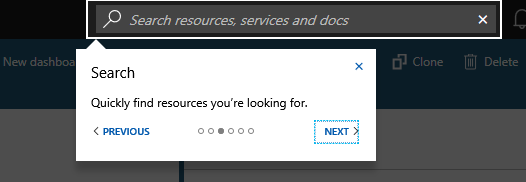 Search resources, services and docs
New dashboa
Clone
Delete
Search
Quickly find resources you're looking for.
PREVIOUS
NEXT